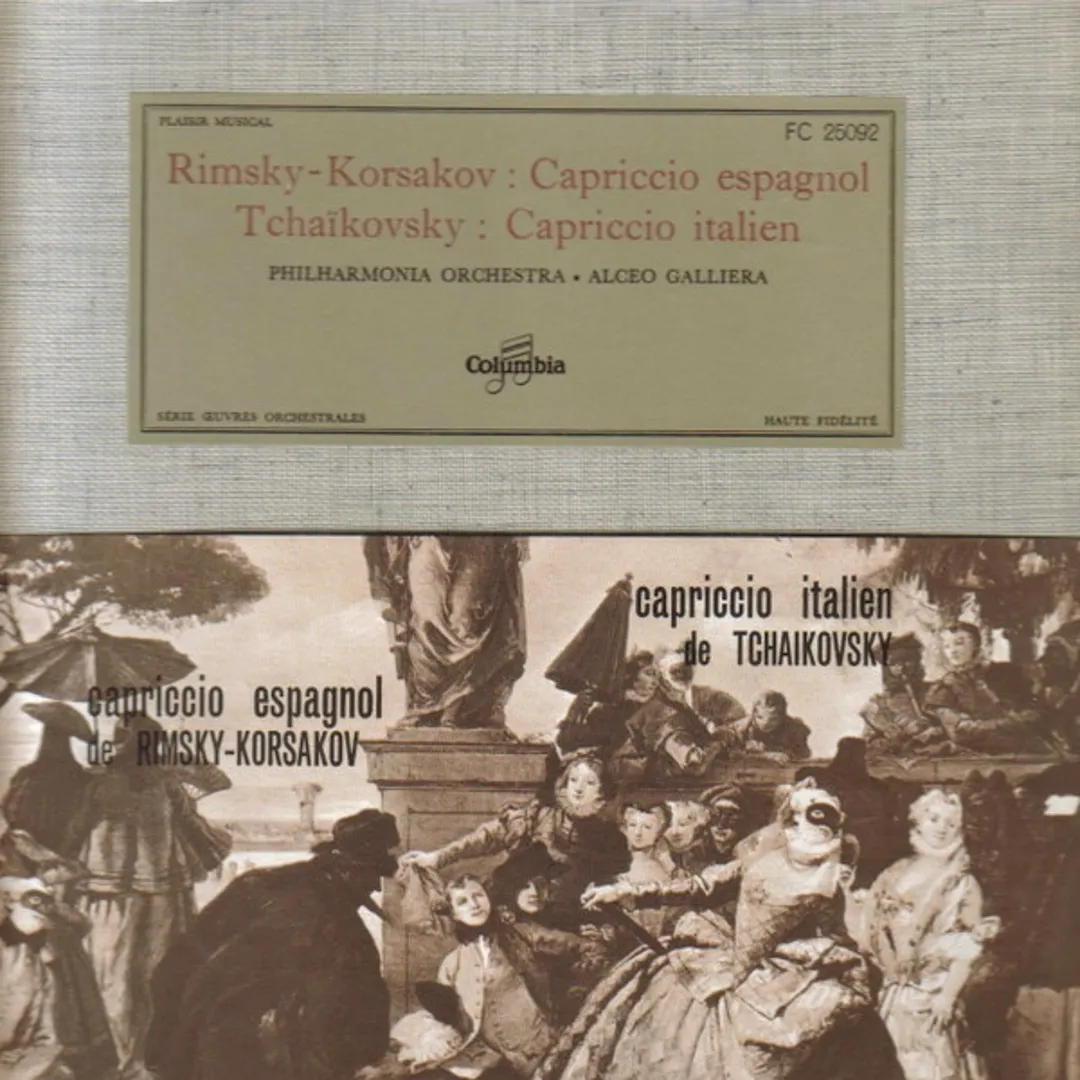 PLAISIR MUSICAL
FC 25092
Rimsky-Korsakov : Capriccio espagnol
Tchaïkovsky : Capriccio italien
PHILHARMONIA ORCHESTRA • ALCEO GALLIERA
Columbia
SÉRIE ŒUVRES ORCHESTRALES
HAUTE FIDÉLITÉ
capriccio italien
de TCHAIKOVSKY
capriccio espagnol
de RIMSKY-KORSAKOV